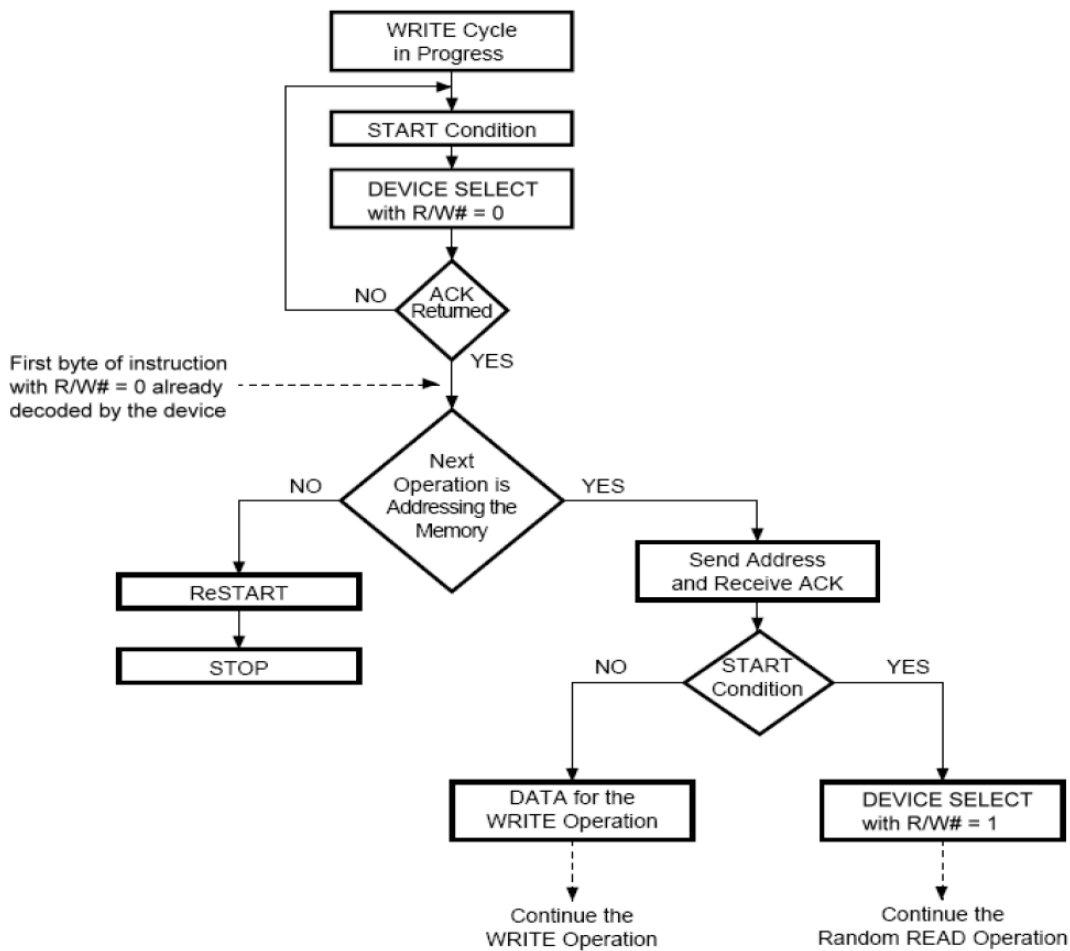 WRITE Cycle
in Progress
START Condition
DEVICE SELECT
with R/W# = 0
NO
ACK
Returned
YES
First byte of instruction
with R/W# = 0 already
decoded by the device
NO
Next
Operation is
Addressing the
Memory
YES
ReSTART
STOP
Send Address
and Receive ACK
NO
START
Condition
YES
DATA for the
WRITE Operation
DEVICE SELECT
with R/W# = 1
Continue the
WRITE Operation
Continue the
Random READ Operation